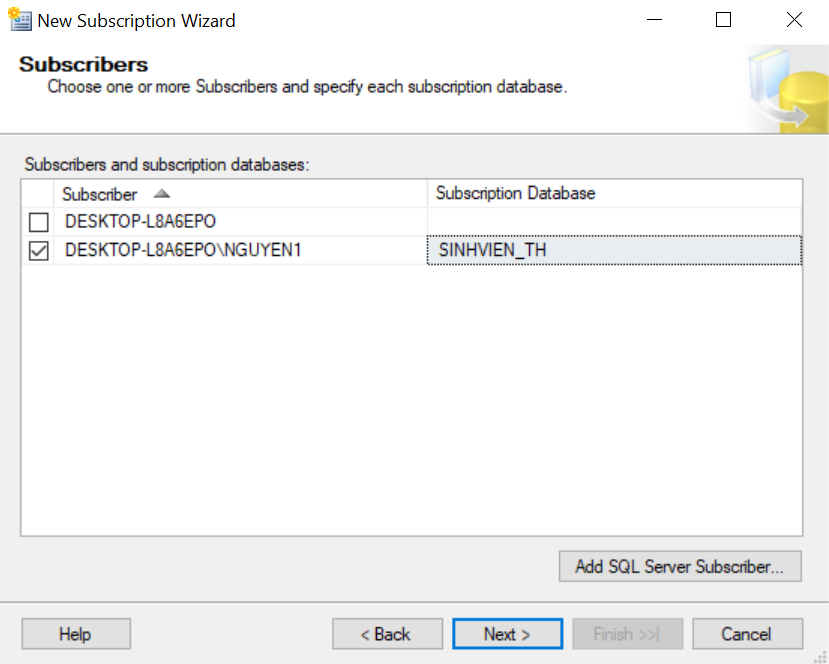 New Subscription Wizard
Subscribers
Choose one or more Subscribers and specify each subscription database.
Subscribers and subscription databases:
Subscriber Subscription Database
DESKTOP-L8A6EPO
DESKTOP-L8A6EPO\NGUYEN1 SINHVIEN_TH
Add SQL Server Subscriber...
Help < Back Next > Finish >>| Cancel